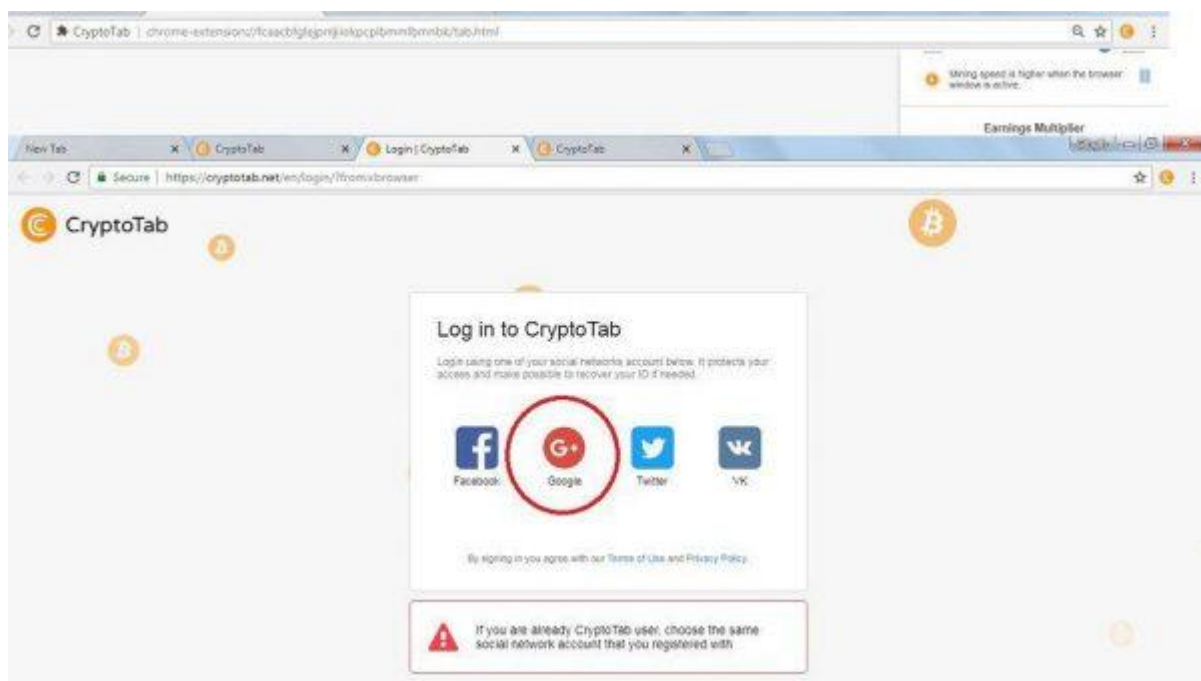 CryptoTab | chrome-extension://
Mining speed is higher when the browser
window is active.
Earnings Multiplier
New Tab
CryptoTab
Login | CryptoTab
CryptoTab
Secure | https://cryptotab.net/en/login/?from=browser
CryptoTab
Log in to CryptoTab
Login using one of your social networks account below. It protects your
access and make possible to recover your ID if needed.
Facebook
G+
Google
Twitter
VK
By signing in you agree with our Terms of Use and Privacy Policy.
If you are already CryptoTab user, choose the same
social network account that you registered with